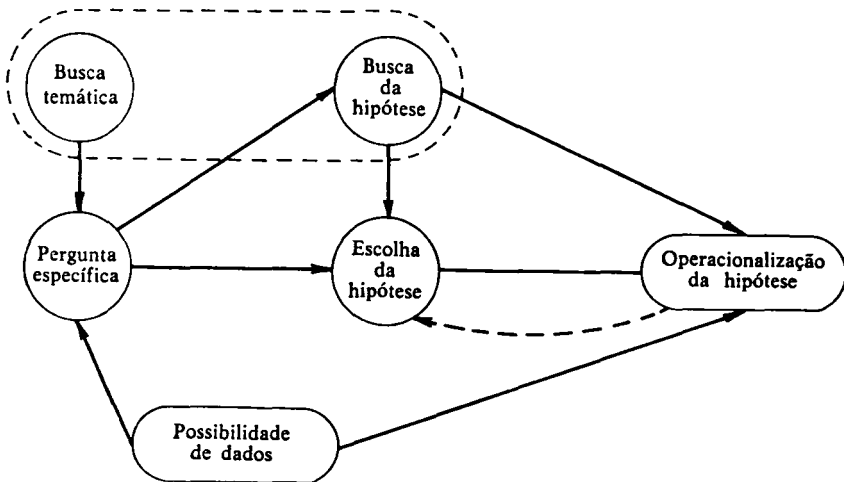 Busca
temática
Busca
da
hipótese
Pergunta
específica
Escolha
da
hipótese
Operacionalização
da hipótese
Possibilidade
de dados